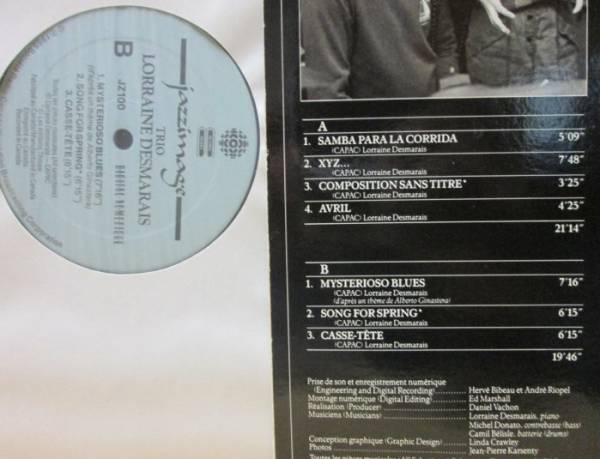 jazzimage
TRIO
LORRAINE DESMARAIS
B
JZ100
1. MYSTERIOSO BLUES (7'16")
(d'après un thème de Alberto Ginastera)
2. SONG FOR SPRING* (6'15")
3. CASSE-TÊTE (6'15")
A
1. SAMBA PARA LA CORRIDA 5'09"
(CAPAC) Lorraine Desmarais
2. XYZ... 7'48"
(CAPAC) Lorraine Desmarais
3. COMPOSITION SANS TITRE* 3'25"
(CAPAC) Lorraine Desmarais
4. AVRIL 4'25"
(CAPAC) Lorraine Desmarais
21'14"
B
1. MYSTERIOSO BLUES 7'16"
(CAPAC) Lorraine Desmarais
(d'après un thème de Alberto Ginastera)
2. SONG FOR SPRING* 6'15"
(CAPAC) Lorraine Desmarais
3. CASSE-TÊTE 6'15"
(CAPAC) Lorraine Desmarais
19'46"
Prise de son et enregistrement numérique
(Engineering and Digital Recording) Hervé Bibeau et André Riopel
Montage numérique (Digital Editing) Ed Marshall
Réalisation (Producer) Daniel Vachon
Musiciens (Musicians) Lorraine Desmarais, piano
Michel Donato, contrebasse (bass)
Camil Bélisle, batterie (drums)
Conception graphique (Graphic Design) Linda Crawley
Photos Jean-Pierre Karsenty